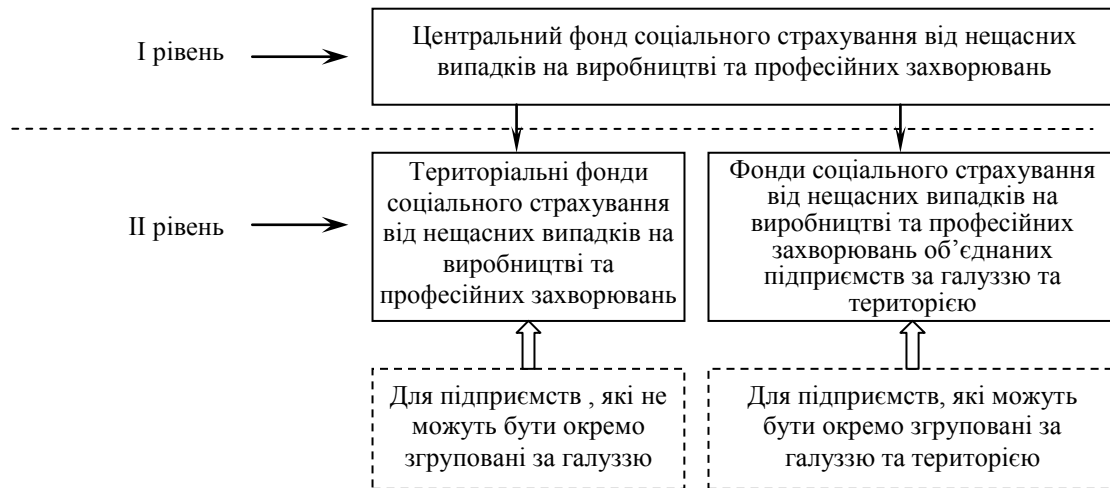 І рівень
Центральний фонд соціального страхування від нещасних
випадків на виробництві та професійних захворювань
ІІ рівень
Територіальні фонди
соціального страхування
від нещасних випадків на
виробництві та
професійних захворювань
Фонди соціального страхування
від нещасних випадків на
виробництві та професійних
захворювань об’єднаних
підприємств за галуззю та
територією
Для підприємств , які не
можуть бути окремо
згруповані за галуззю
Для підприємств, які можуть
бути окремо згруповані за
галуззю та територією